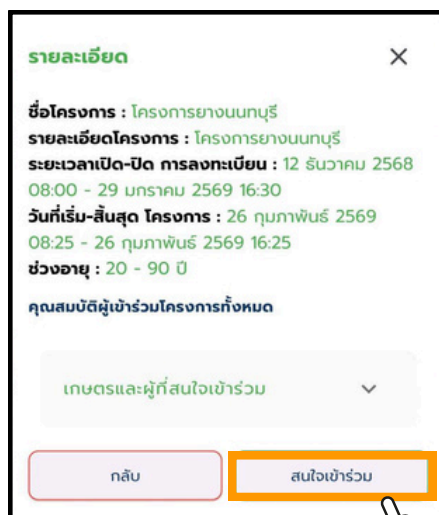 รายละเอียด
ชื่อโครงการ : โครงการยางนนทบุรี
รายละเอียดโครงการ : โครงการยางนนทบุรี
ระยะเวลาเปิด-ปิด การลงทะเบียน : 12 ธันวาคม 2568
08:00 - 29 มกราคม 2569 16:30
วันที่เริ่ม-สิ้นสุด โครงการ : 26 กุมภาพันธ์ 2569
08:25 - 26 กุมภาพันธ์ 2569 16:25
ช่วงอายุ : 20 - 90 ปี
คุณสมบัติผู้เข้าร่วมโครงการทั้งหมด
เกษตรและผู้ที่สนใจเข้าร่วม
กลับ
สนใจเข้าร่วม